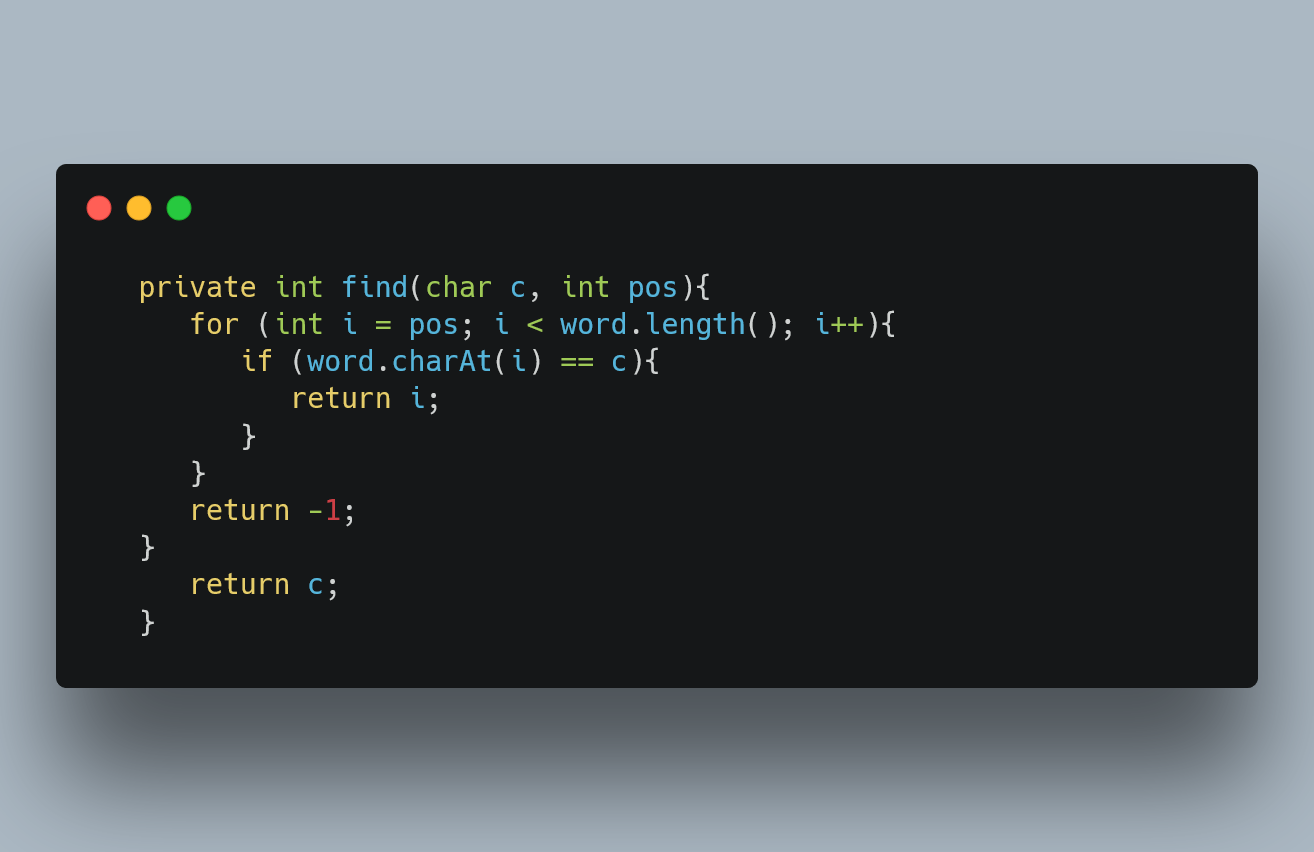 private int find(char c, int pos){
   for (int i = pos; i < word.length(); i++){
      if (word.charAt(i) == c){
         return i;
      }
   }
   return -1;
}
   return c;
}